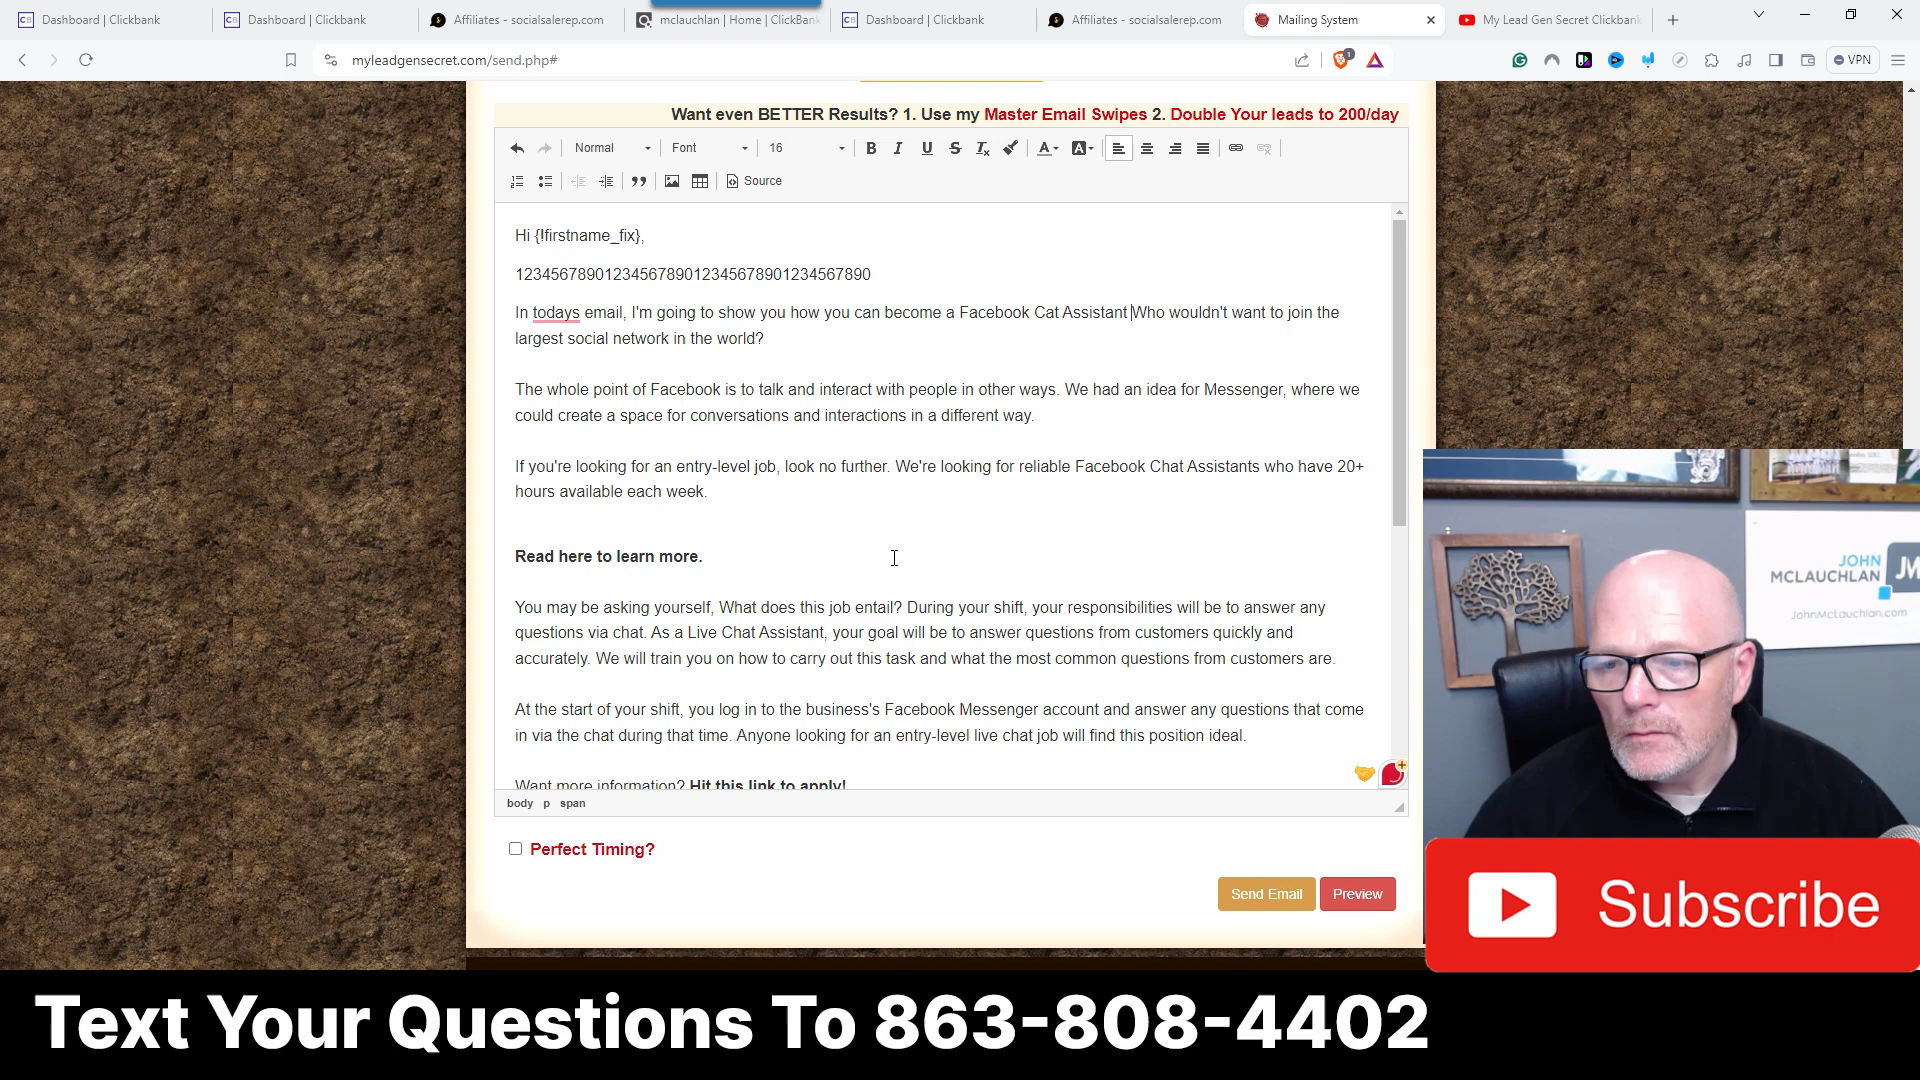 Dashboard | Clickbank
Dashboard | Clickbank
Affiliates - socialsalerep.com
mclauchlan | Home | ClickBank
Dashboard | Clickbank
Affiliates - socialsalerep.com
Mailing System
My Lead Gen Secret Clickbank
myleadgensecret.com/send.php#
1
VPN
Want even BETTER Results? 1. Use my Master Email Swipes 2. Double Your leads to 200/day
Normal
Font
16
Source
Hi {!firstname_fix},
1234567890123456789012345678901234567890
In todays email, I'm going to show you how you can become a Facebook Cat Assistant Who wouldn't want to join the
largest social network in the world?
The whole point of Facebook is to talk and interact with people in other ways. We had an idea for Messenger, where we
could create a space for conversations and interactions in a different way.
If you're looking for an entry-level job, look no further. We're looking for reliable Facebook Chat Assistants who have 20+
hours available each week.
Read here to learn more.
You may be asking yourself, What does this job entail? During your shift, your responsibilities will be to answer any
questions via chat. As a Live Chat Assistant, your goal will be to answer questions from customers quickly and
accurately. We will train you on how to carry out this task and what the most common questions from customers are.
At the start of your shift, you log in to the business's Facebook Messenger account and answer any questions that come
in via the chat during that time. Anyone looking for an entry-level live chat job will find this position ideal.
Want more information? Hit this link to apply!
body p span
Perfect Timing?
Send Email
Preview
JOHN
MCLAUCHLAN
JM
JohnMcLauchlan.com
Subscribe
Text Your Questions To 863-808-4402